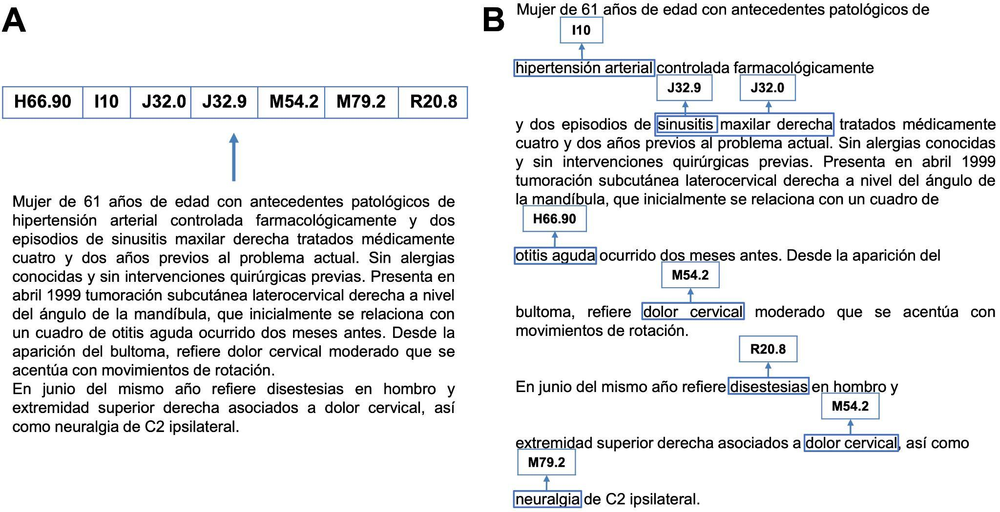 A
H66.90 I10 J32.0 J32.9 M54.2 M79.2 R20.8
Mujer de 61 años de edad con antecedentes patológicos de
hipertensión arterial controlada farmacológicamente y dos
episodios de sinusitis maxilar derecha tratados médicamente
cuatro y dos años previos al problema actual. Sin alergias
conocidas y sin intervenciones quirúrgicas previas. Presenta en
abril 1999 tumoración subcutánea laterocervical derecha a nivel
del ángulo de la mandíbula, que inicialmente se relaciona con
un cuadro de otitis aguda ocurrido dos meses antes. Desde la
aparición del bultoma, refiere dolor cervical moderado que se
acentúa con movimientos de rotación.
En junio del mismo año refiere disestesias en hombro y
extremidad superior derecha asociados a dolor cervical, así
como neuralgia de C2 ipsilateral.
B
Mujer de 61 años de edad con antecedentes patológicos de
I10
hipertensión arterial controlada farmacológicamente
J32.9 J32.0
y dos episodios de sinusitis maxilar derecha tratados médicamente
cuatro y dos años previos al problema actual. Sin alergias conocidas
y sin intervenciones quirúrgicas previas. Presenta en abril 1999
tumoración subcutánea laterocervical derecha a nivel del ángulo de
la mandíbula, que inicialmente se relaciona con un cuadro de
H66.90
otitis aguda ocurrido dos meses antes. Desde la aparición del
M54.2
bultoma, refiere dolor cervical moderado que se acentúa con
movimientos de rotación.
R20.8
En junio del mismo año refiere disestesias en hombro y
M54.2
extremidad superior derecha asociados a dolor cervical, así como
M79.2
neuralgia de C2 ipsilateral.